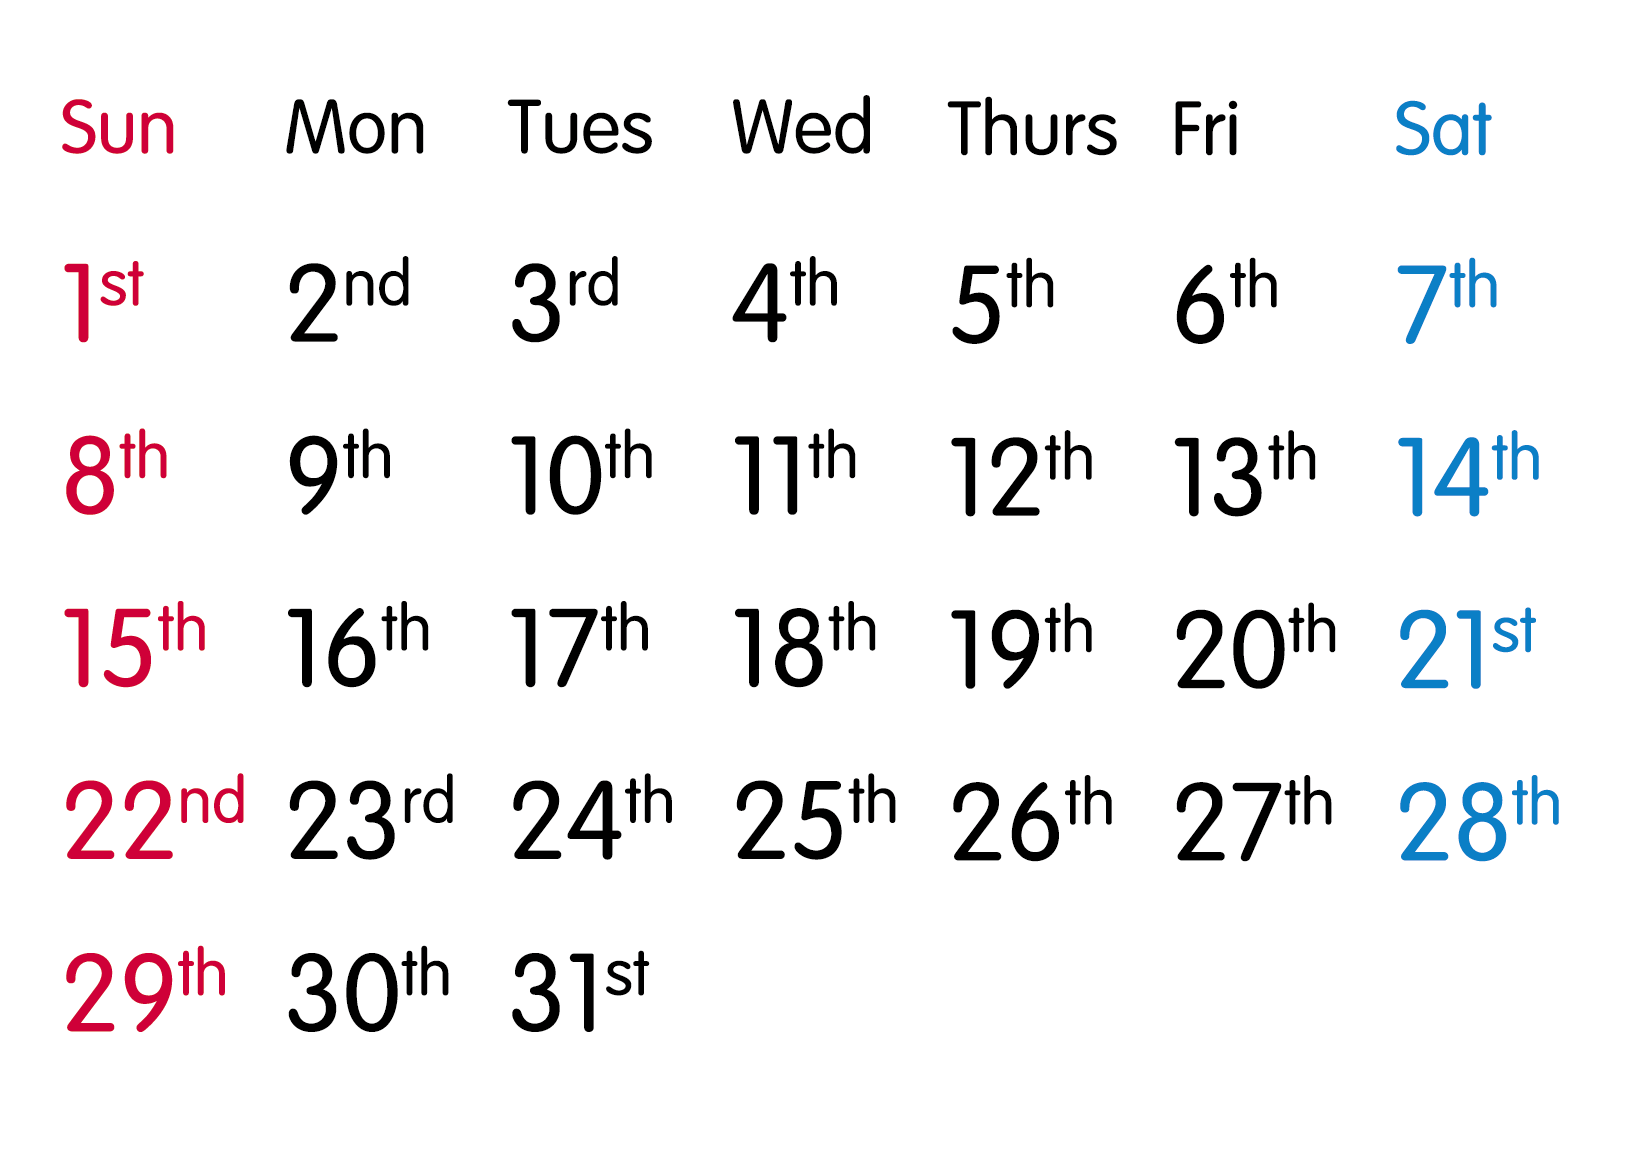 Sun Mon Tues Wed Thurs Fri Sat
1st 2nd 3rd 4th 5th 6th 7th
8th 9th 10th 11th 12th 13th 14th
15th 16th 17th 18th 19th 20th 21st
22nd 23rd 24th 25th 26th 27th 28th
29th 30th 31st